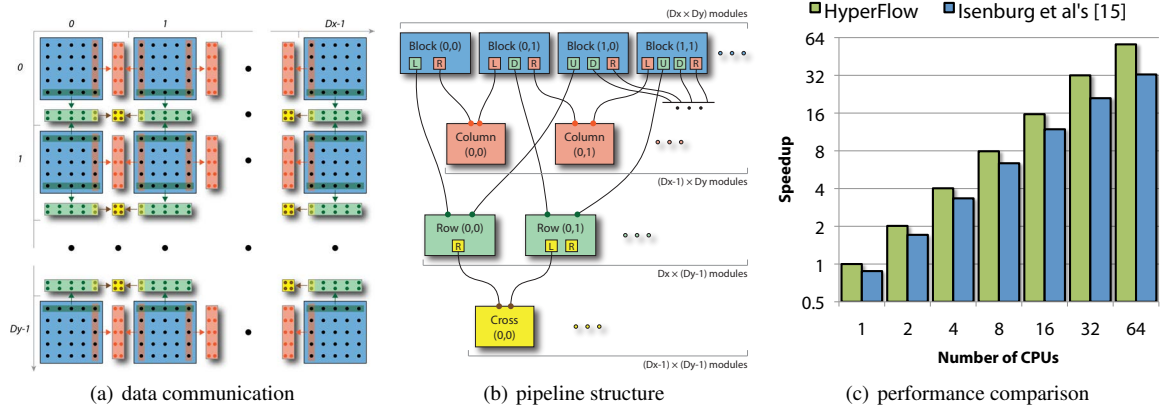 0
1
Dx-1
0
1
Dy-1
(a) data communication
(Dx × Dy) modules
Block (0,0)
L R
Block (0,1)
L D R
Block (1,0)
U D R
Block (1,1)
L U D R
Column
(0,0)
Column
(0,1)
(Dx-1) × Dy modules
Row (0,0)
R
Row (0,1)
L R
Dx × (Dy-1) modules
Cross
(0,0)
(Dx-1) × (Dy-1) modules
(b) pipeline structure
HyperFlow
Isenburg et al's [15]
Speedup
64
32
16
8
4
2
1
0.5
1 2 4 8 16 32 64
Number of CPUs
(c) performance comparison